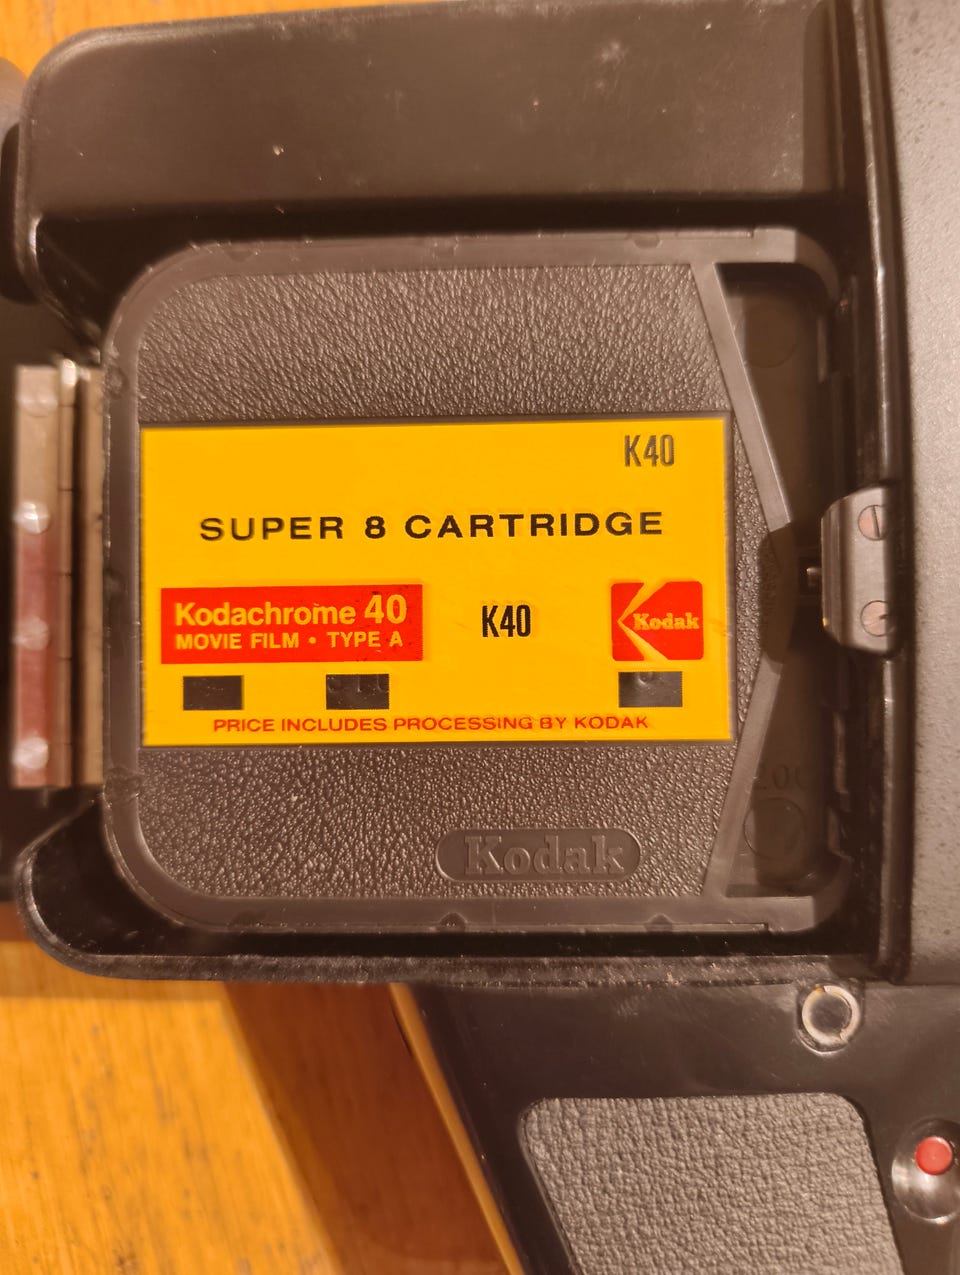 K40
SUPER 8 CARTRIDGE
Kodachrome 40
MOVIE FILM • TYPE A
K40
Kodak
PRICE INCLUDES PROCESSING BY KODAK
Kodak